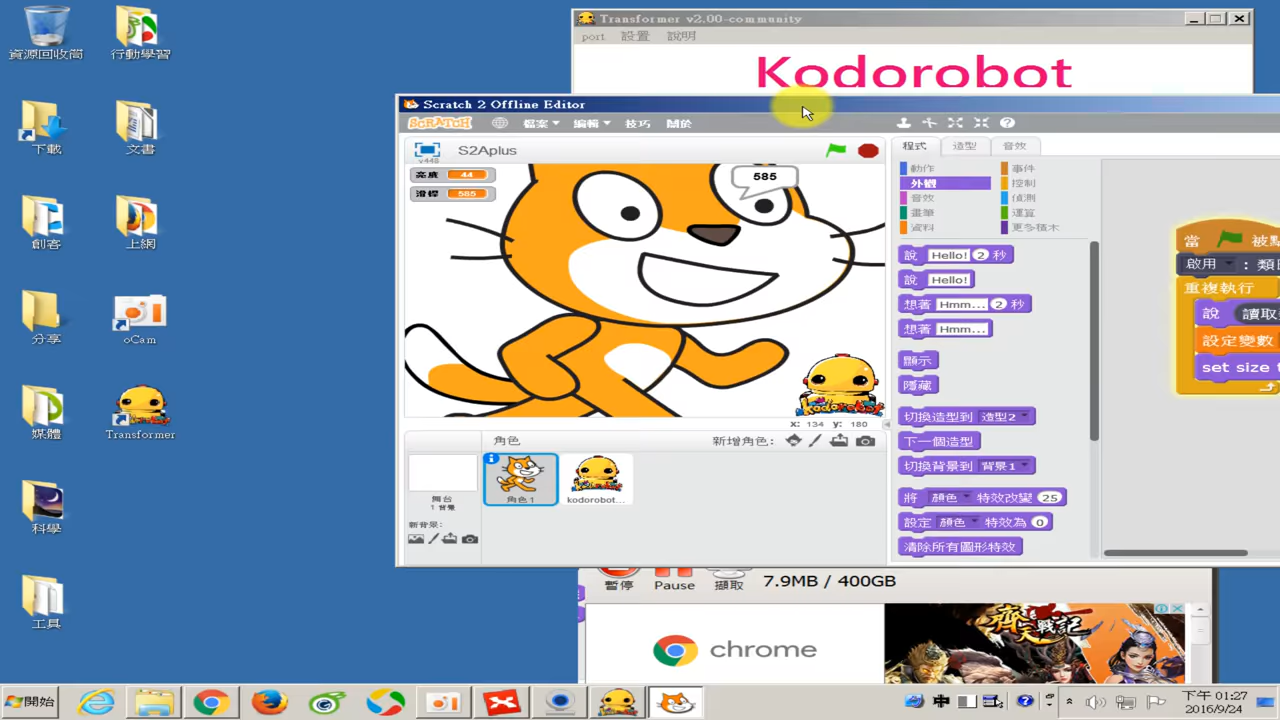 資源回收筒
行動學習
下載
文書
創客
上網
分享
oCam
媒體
Transformer
科學
工具
Transformer v2.00-community
port 設置 說明
Kodorobot
Scratch 2 Offline Editor
SCRATCH 檔案 編輯 技巧 關於
S2Aplus
v448
亮度 44
滑桿 585
585
kodorobot
x: 134 y: 180
角色
新增角色:
舞台
1 背景
角色1
kodorobot...
新背景:
程式 造型 音效
動作 事件
外觀 控制
音效 偵測
畫筆 運算
資料 更多積木
說 Hello! 2 秒
說 Hello!
想著 Hmm... 2 秒
想著 Hmm...
顯示
隱藏
切換造型到 造型2
下一個造型
切換背景到 背景1
將 顏色 特效改變 25
設定 顏色 特效為 0
清除所有圖形特效
當 被點
啟用 : 類
重複執行
說 讀取
設定變數
set size t
暫停 Pause 擷取 7.9MB / 400GB
chrome
齊天戰記
開始
下午 01:27
2016/9/24